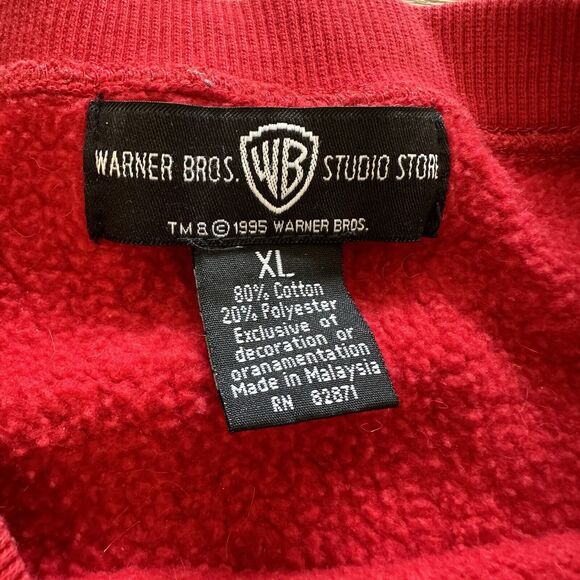 WARNER BROS. WB STUDIO STORE
TM & © 1995 WARNER BROS.
XL
80% Cotton
20% Polyester
Exclusive of
decoration or
oranamentation
Made in Malaysia
RN 82871